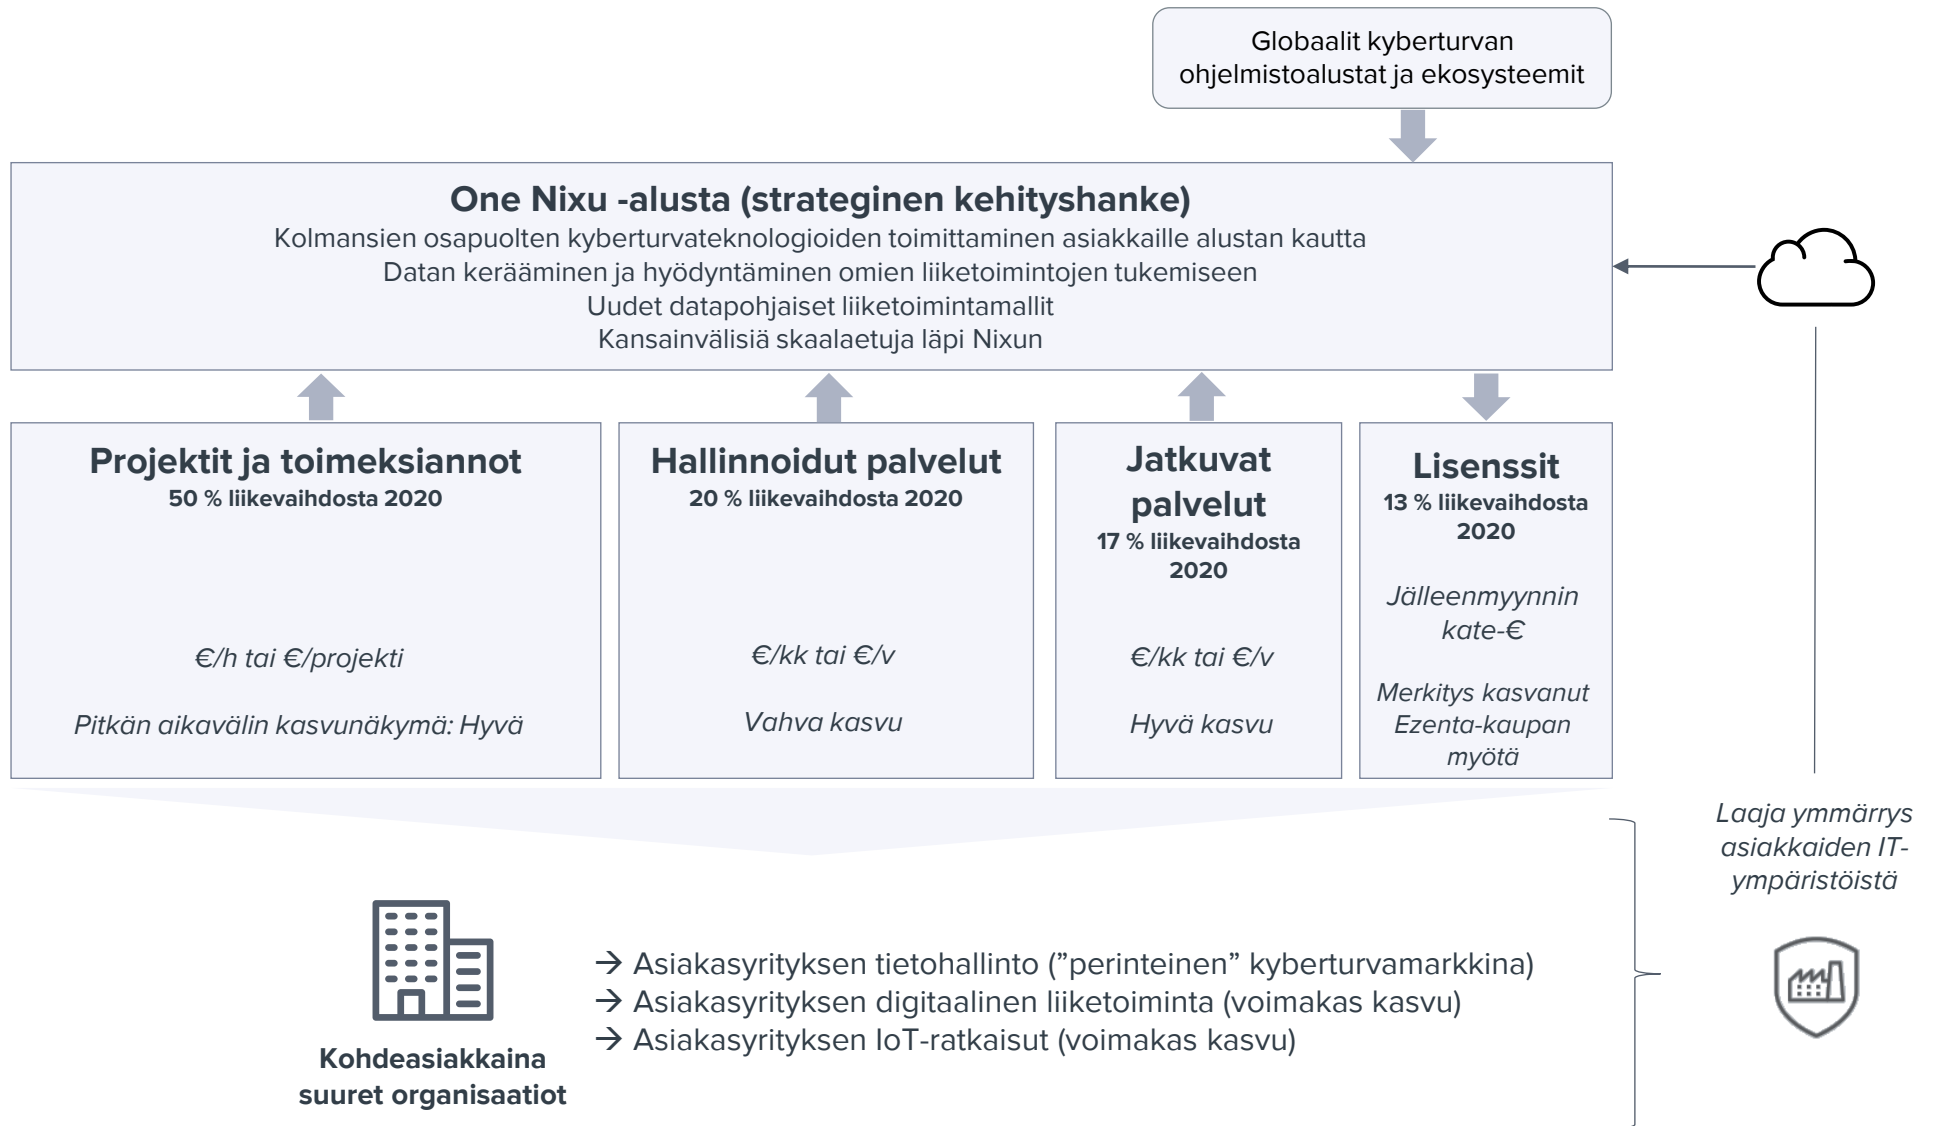 Globaalit kyberturvan
ohjelmistoalustat ja ekosysteemit
One Nixu -alusta (strateginen kehityshanke)
Kolmansien osapuolten kyberturvateknologioiden toimittaminen asiakkaille alustan kautta
Datan kerääminen ja hyödyntäminen omien liiketoimintojen tukemiseen
Uudet datapohjaiset liiketoimintamallit
Kansainvälisiä skaalaetuja läpi Nixun
Projektit ja toimeksiannot
50 % liikevaihdosta 2020
€/h tai €/projekti
Pitkän aikavälin kasvunäkymä: Hyvä
Hallinnoidut palvelut
20 % liikevaihdosta 2020
€/kk tai €/v
Vahva kasvu
Jatkuvat
palvelut
17 % liikevaihdosta
2020
€/kk tai €/v
Hyvä kasvu
Lisenssit
13 % liikevaihdosta
2020
Jälleenmyynnin
kate-€
Merkitys kasvanut
Ezenta-kaupan
myötä
Laaja ymmärrys
asiakkaiden IT-
ympäristöistä
→ Asiakasyrityksen tietohallinto (”perinteinen” kyberturvamarkkina)
→ Asiakasyrityksen digitaalinen liiketoiminta (voimakas kasvu)
→ Asiakasyrityksen IoT-ratkaisut (voimakas kasvu)
Kohdeasiakkaina
suuret organisaatiot